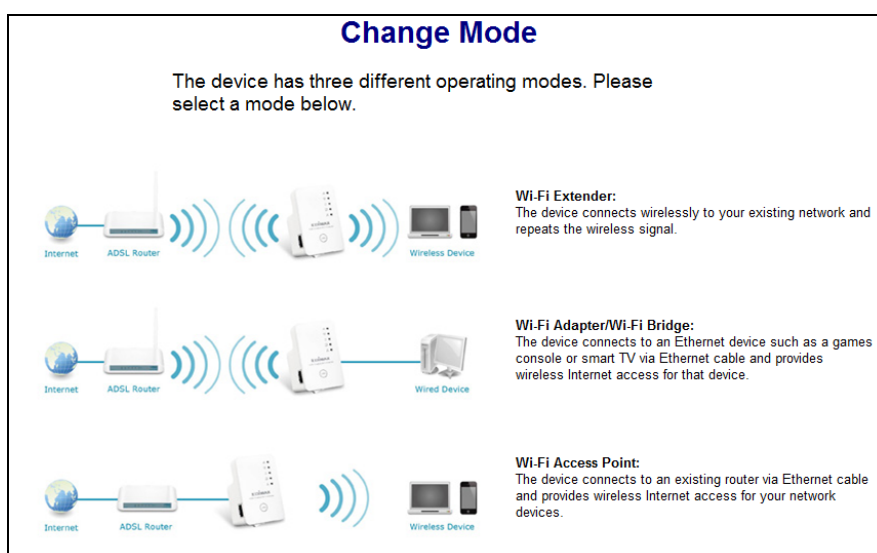 Change Mode
The device has three different operating modes. Please
select a mode below.
Internet
ADSL Router
Wireless Device
Wi-Fi Extender:
The device connects wirelessly to your existing network and
repeats the wireless signal.
Internet
ADSL Router
Wired Device
Wi-Fi Adapter/Wi-Fi Bridge:
The device connects to an Ethernet device such as a games
console or smart TV via Ethernet cable and provides
wireless Internet access for that device.
Internet
ADSL Router
Wireless Device
Wi-Fi Access Point:
The device connects to an existing router via Ethernet cable
and provides wireless Internet access for your network
devices.